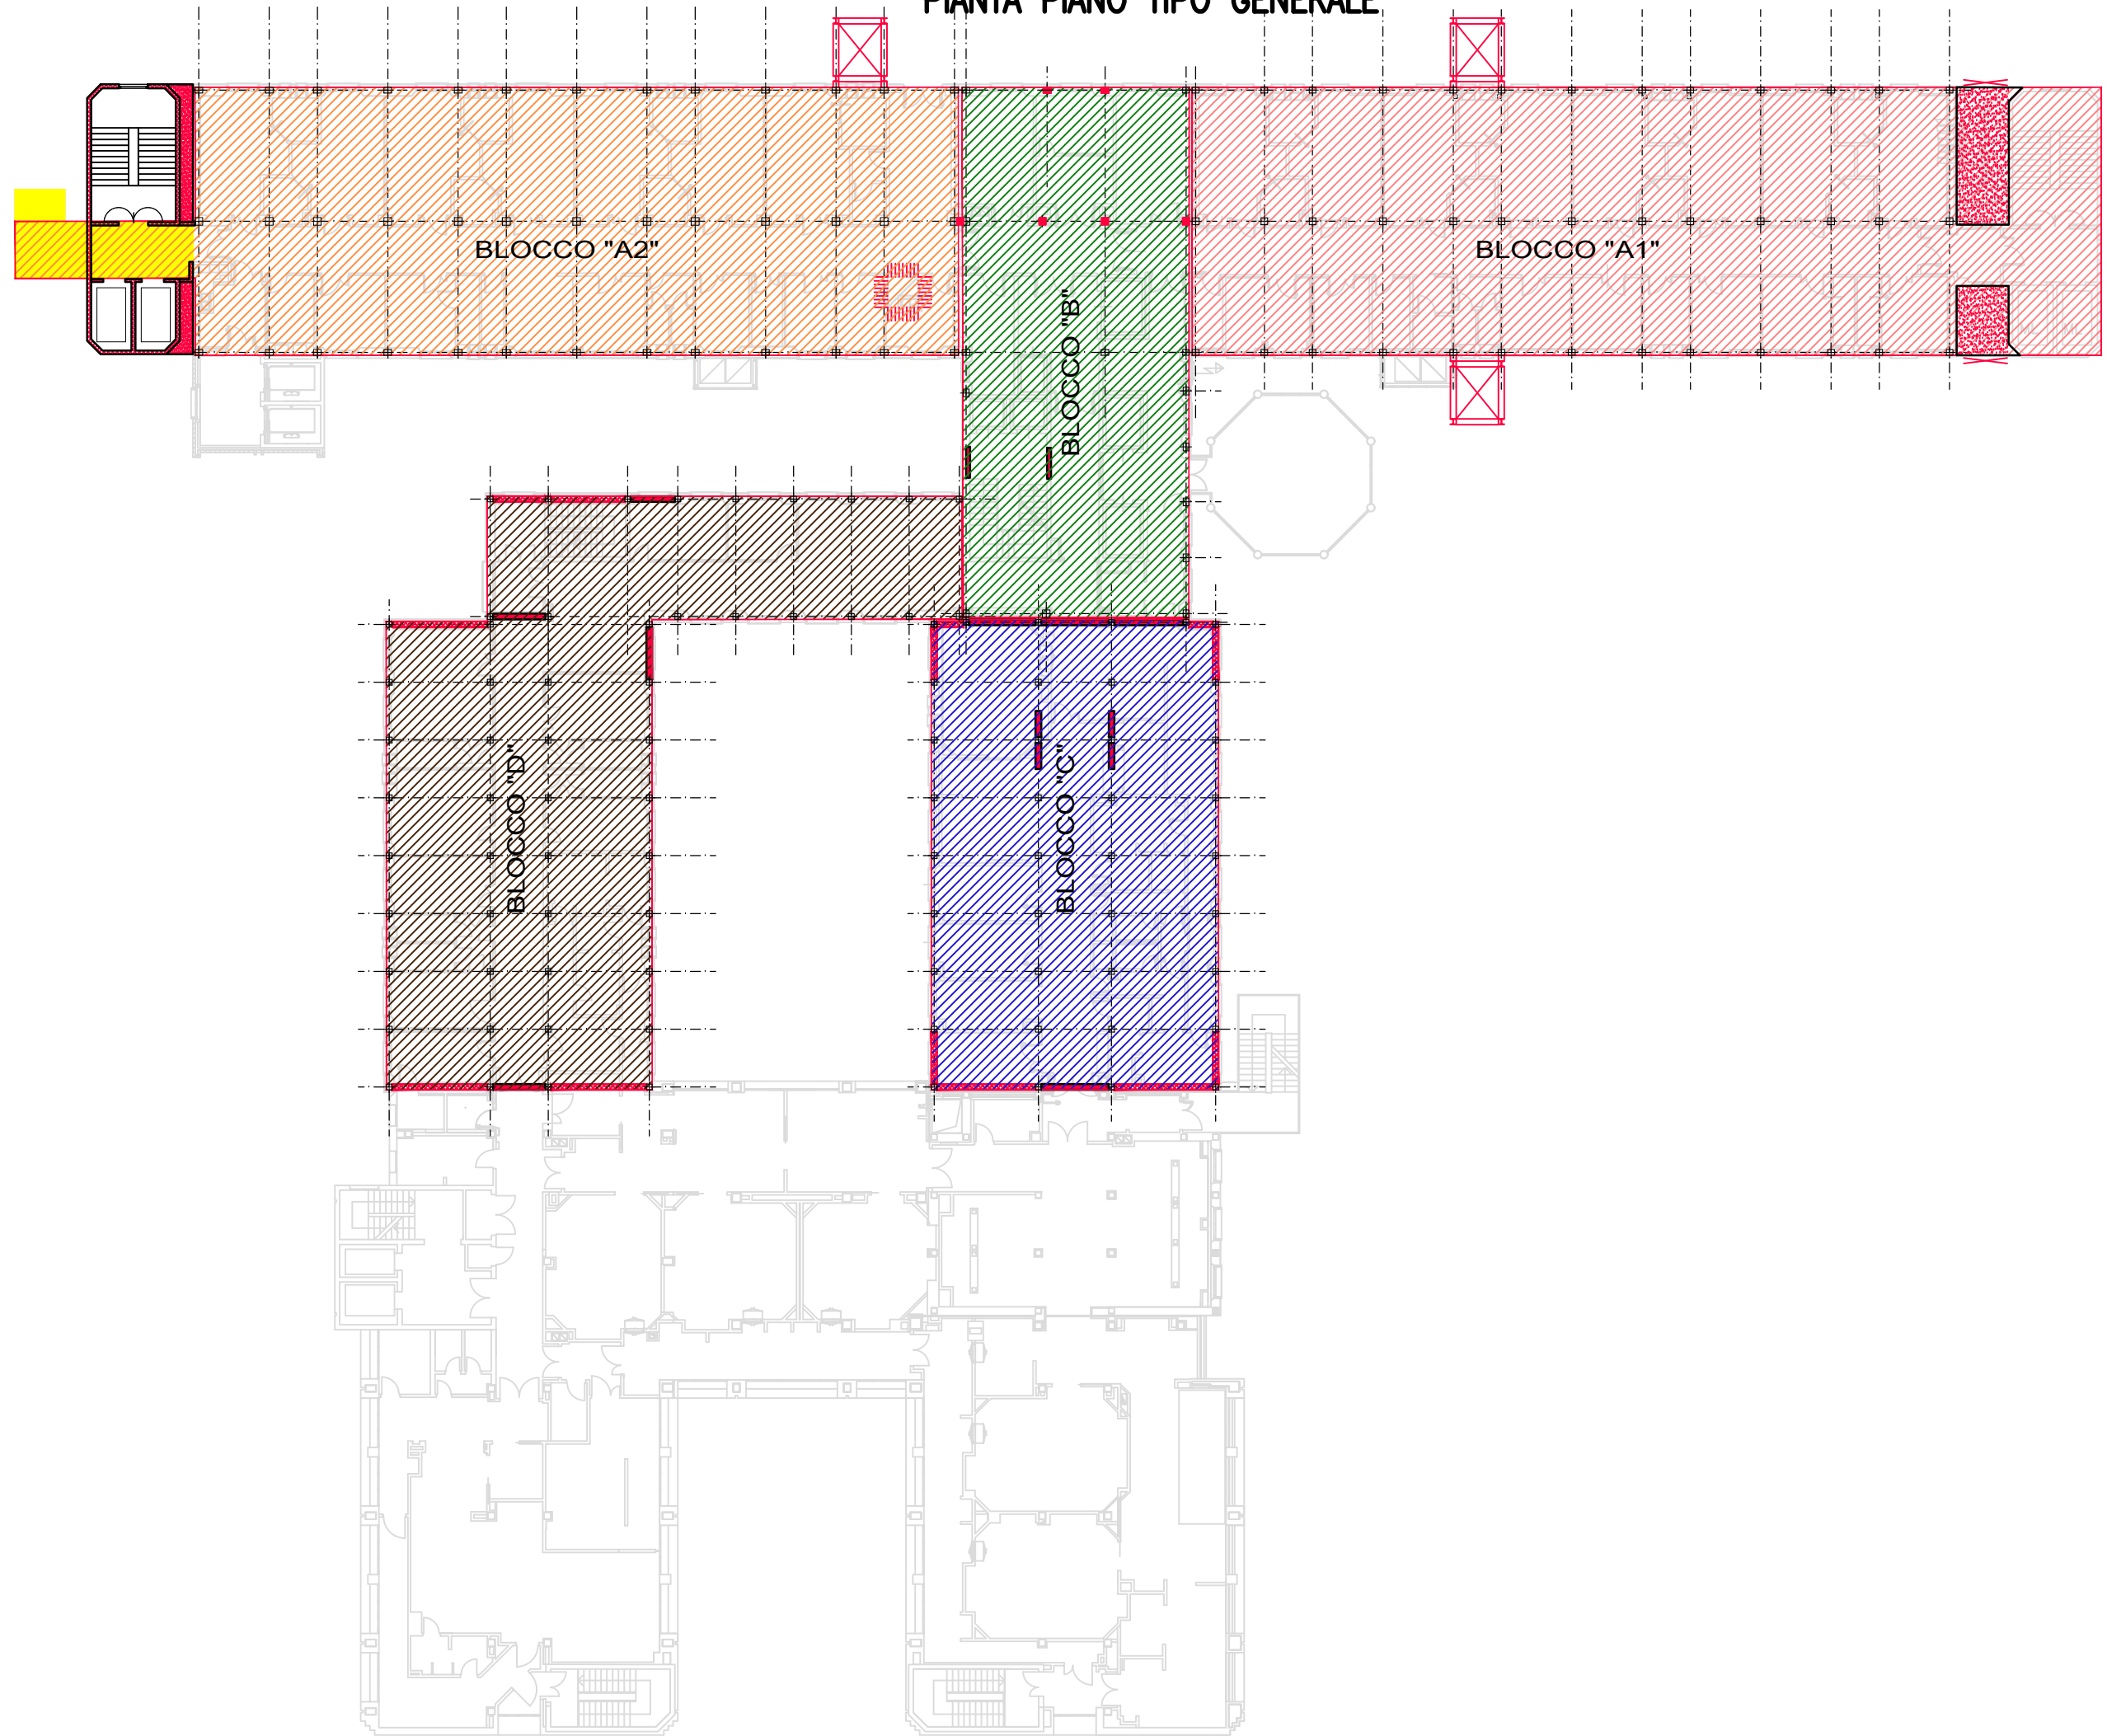 PIANTA PIANO TIPO GENERALE
BLOCCO "A2"
BLOCCO "A1"
BLOCCO "B"
BLOCCO "D"
BLOCCO "C"